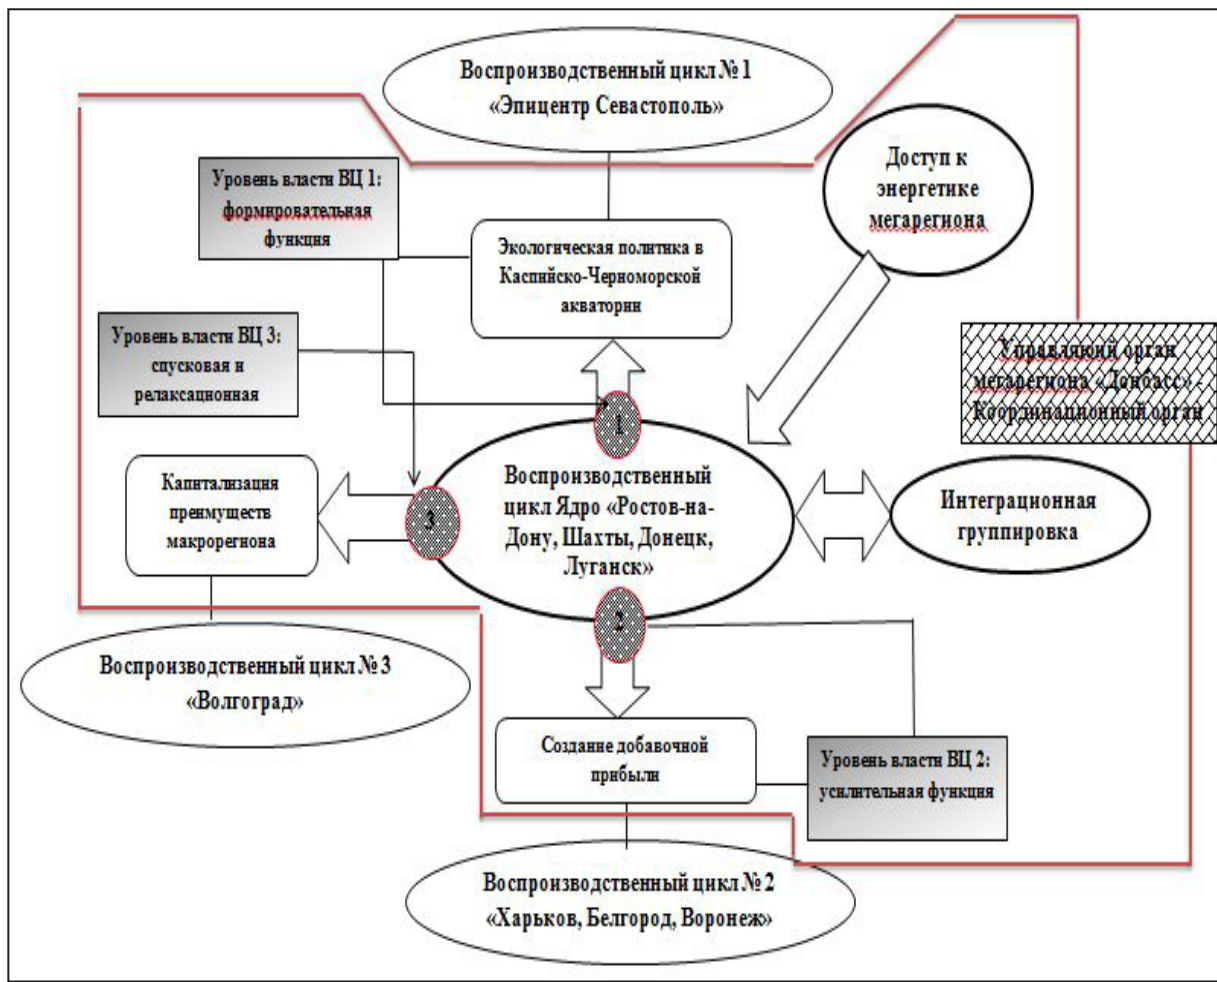 Воспроизводственный цикл № 1
«Эпицентр Севастополь»
Доступ к
энергетике
мегарегиона
Уровень власти ВЦ 1:
формировательная
функция
Экологическая политика в
Каспийско-Черноморской
акватории
Уровень власти ВЦ 3:
спусковая и
релаксационная
Управляюий орган
мегарегиона «Донбасс» -
Координационный орган
1
Капитализация
преимуществ
макрорегиона
3
Воспроизводственный
цикл Ядро «Ростов-на-
Дону, Шахты, Донецк,
Луганск»
Интеграционная
группировка
2
Воспроизводственный цикл № 3
«Волгоград»
Создание добавочной
прибыли
Уровень власти ВЦ 2:
усилительная функция
Воспроизводственный цикл № 2
«Харьков, Белгород, Воронеж»